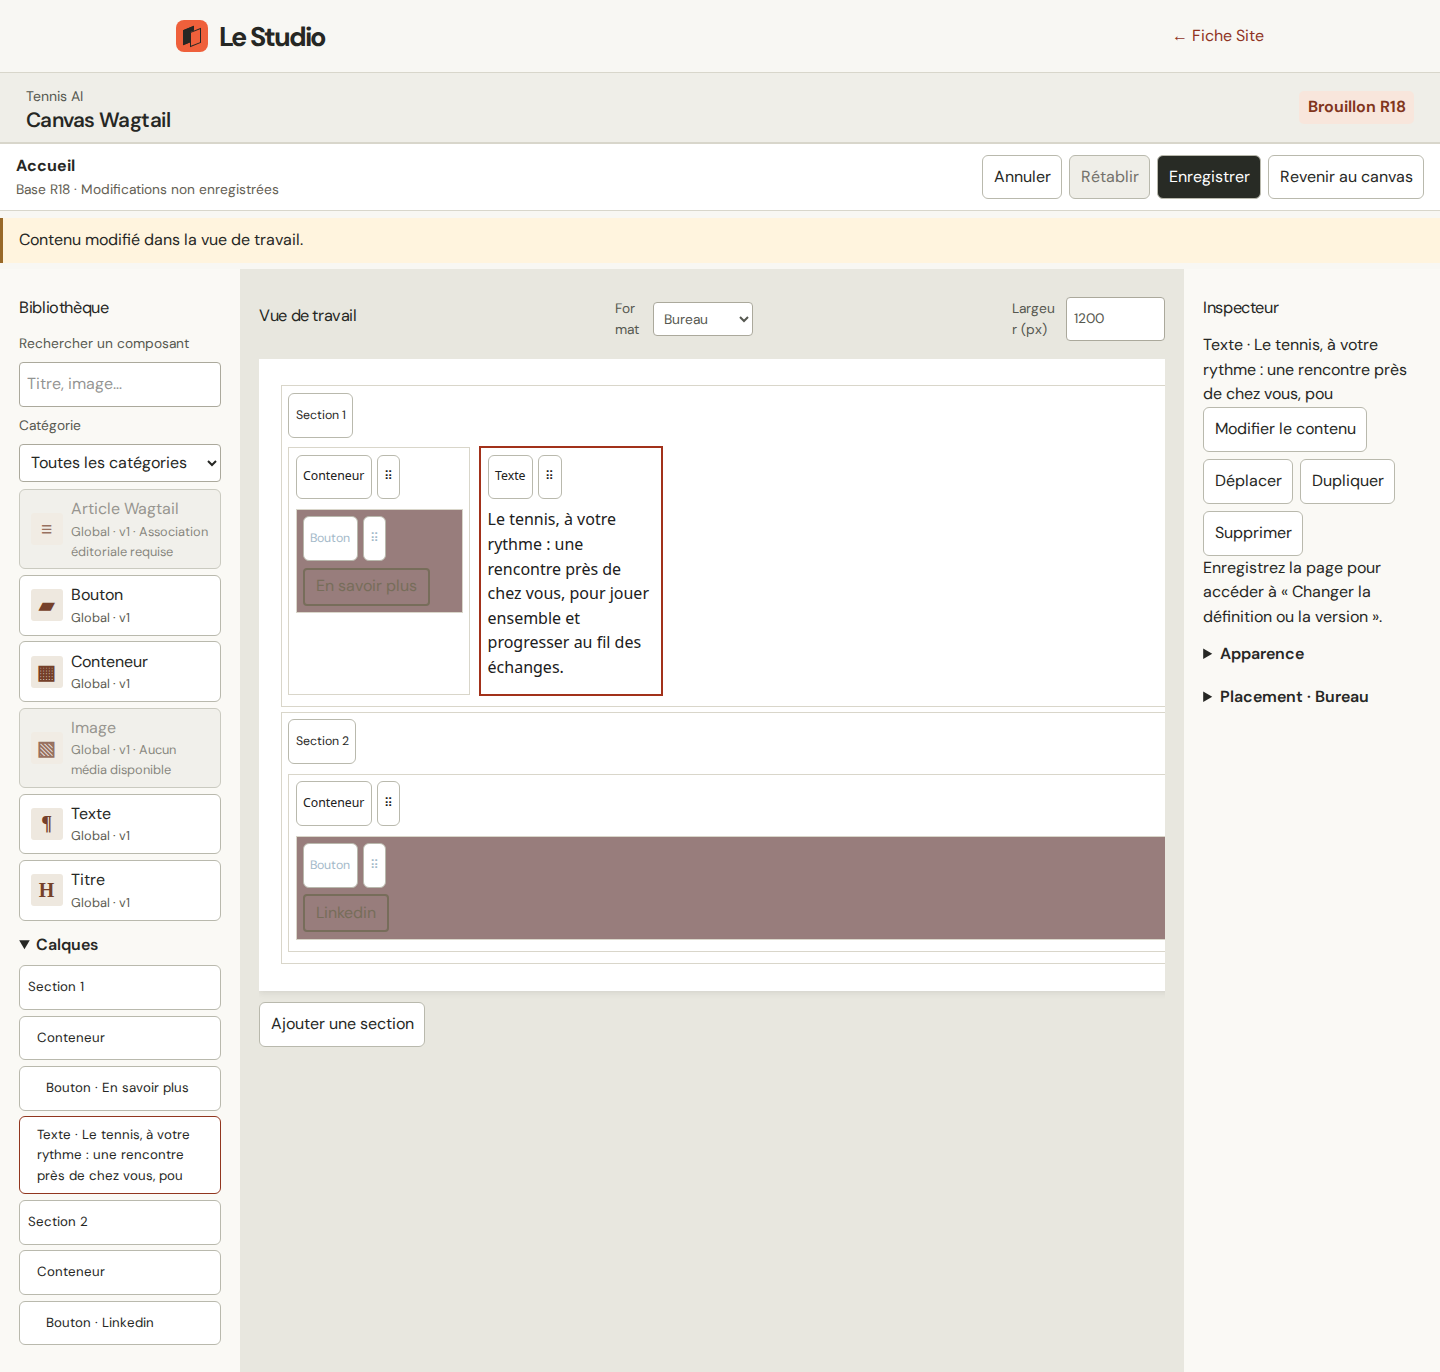 Le Studio
← Fiche Site
Tennis AI
Canvas Wagtail
Brouillon R18
Accueil
Base R18 · Modifications non enregistrées
Annuler
Rétablir
Enregistrer
Revenir au canvas
Contenu modifié dans la vue de travail.
Bibliothèque
Rechercher un composant
Titre, image…
Catégorie
Toutes les catégories
≡
Article Wagtail
Global · v1 · Association
éditoriale requise
Bouton
Global · v1
Conteneur
Global · v1
Image
Global · v1 · Aucun
média disponible
¶
Texte
Global · v1
H
Titre
Global · v1
▼ Calques
Section 1
Conteneur
Bouton · En savoir plus
Texte · Le tennis, à votre
rythme : une rencontre
près de chez vous, pou
Section 2
Conteneur
Bouton · Linkedin
Vue de travail
For
mat
Bureau
Largeu
r (px)
1200
Section 1
Conteneur
Bouton
En savoir plus
Texte
Le tennis, à votre
rythme : une
rencontre près de
chez vous, pour jouer
ensemble et
progresser au fil des
échanges.
Section 2
Conteneur
Bouton
Linkedin
Ajouter une section
Inspecteur
Texte · Le tennis, à votre
rythme : une rencontre près
de chez vous, pou
Modifier le contenu
Déplacer
Dupliquer
Supprimer
Enregistrez la page pour
accéder à « Changer la
définition ou la version ».
▶ Apparence
▶ Placement · Bureau